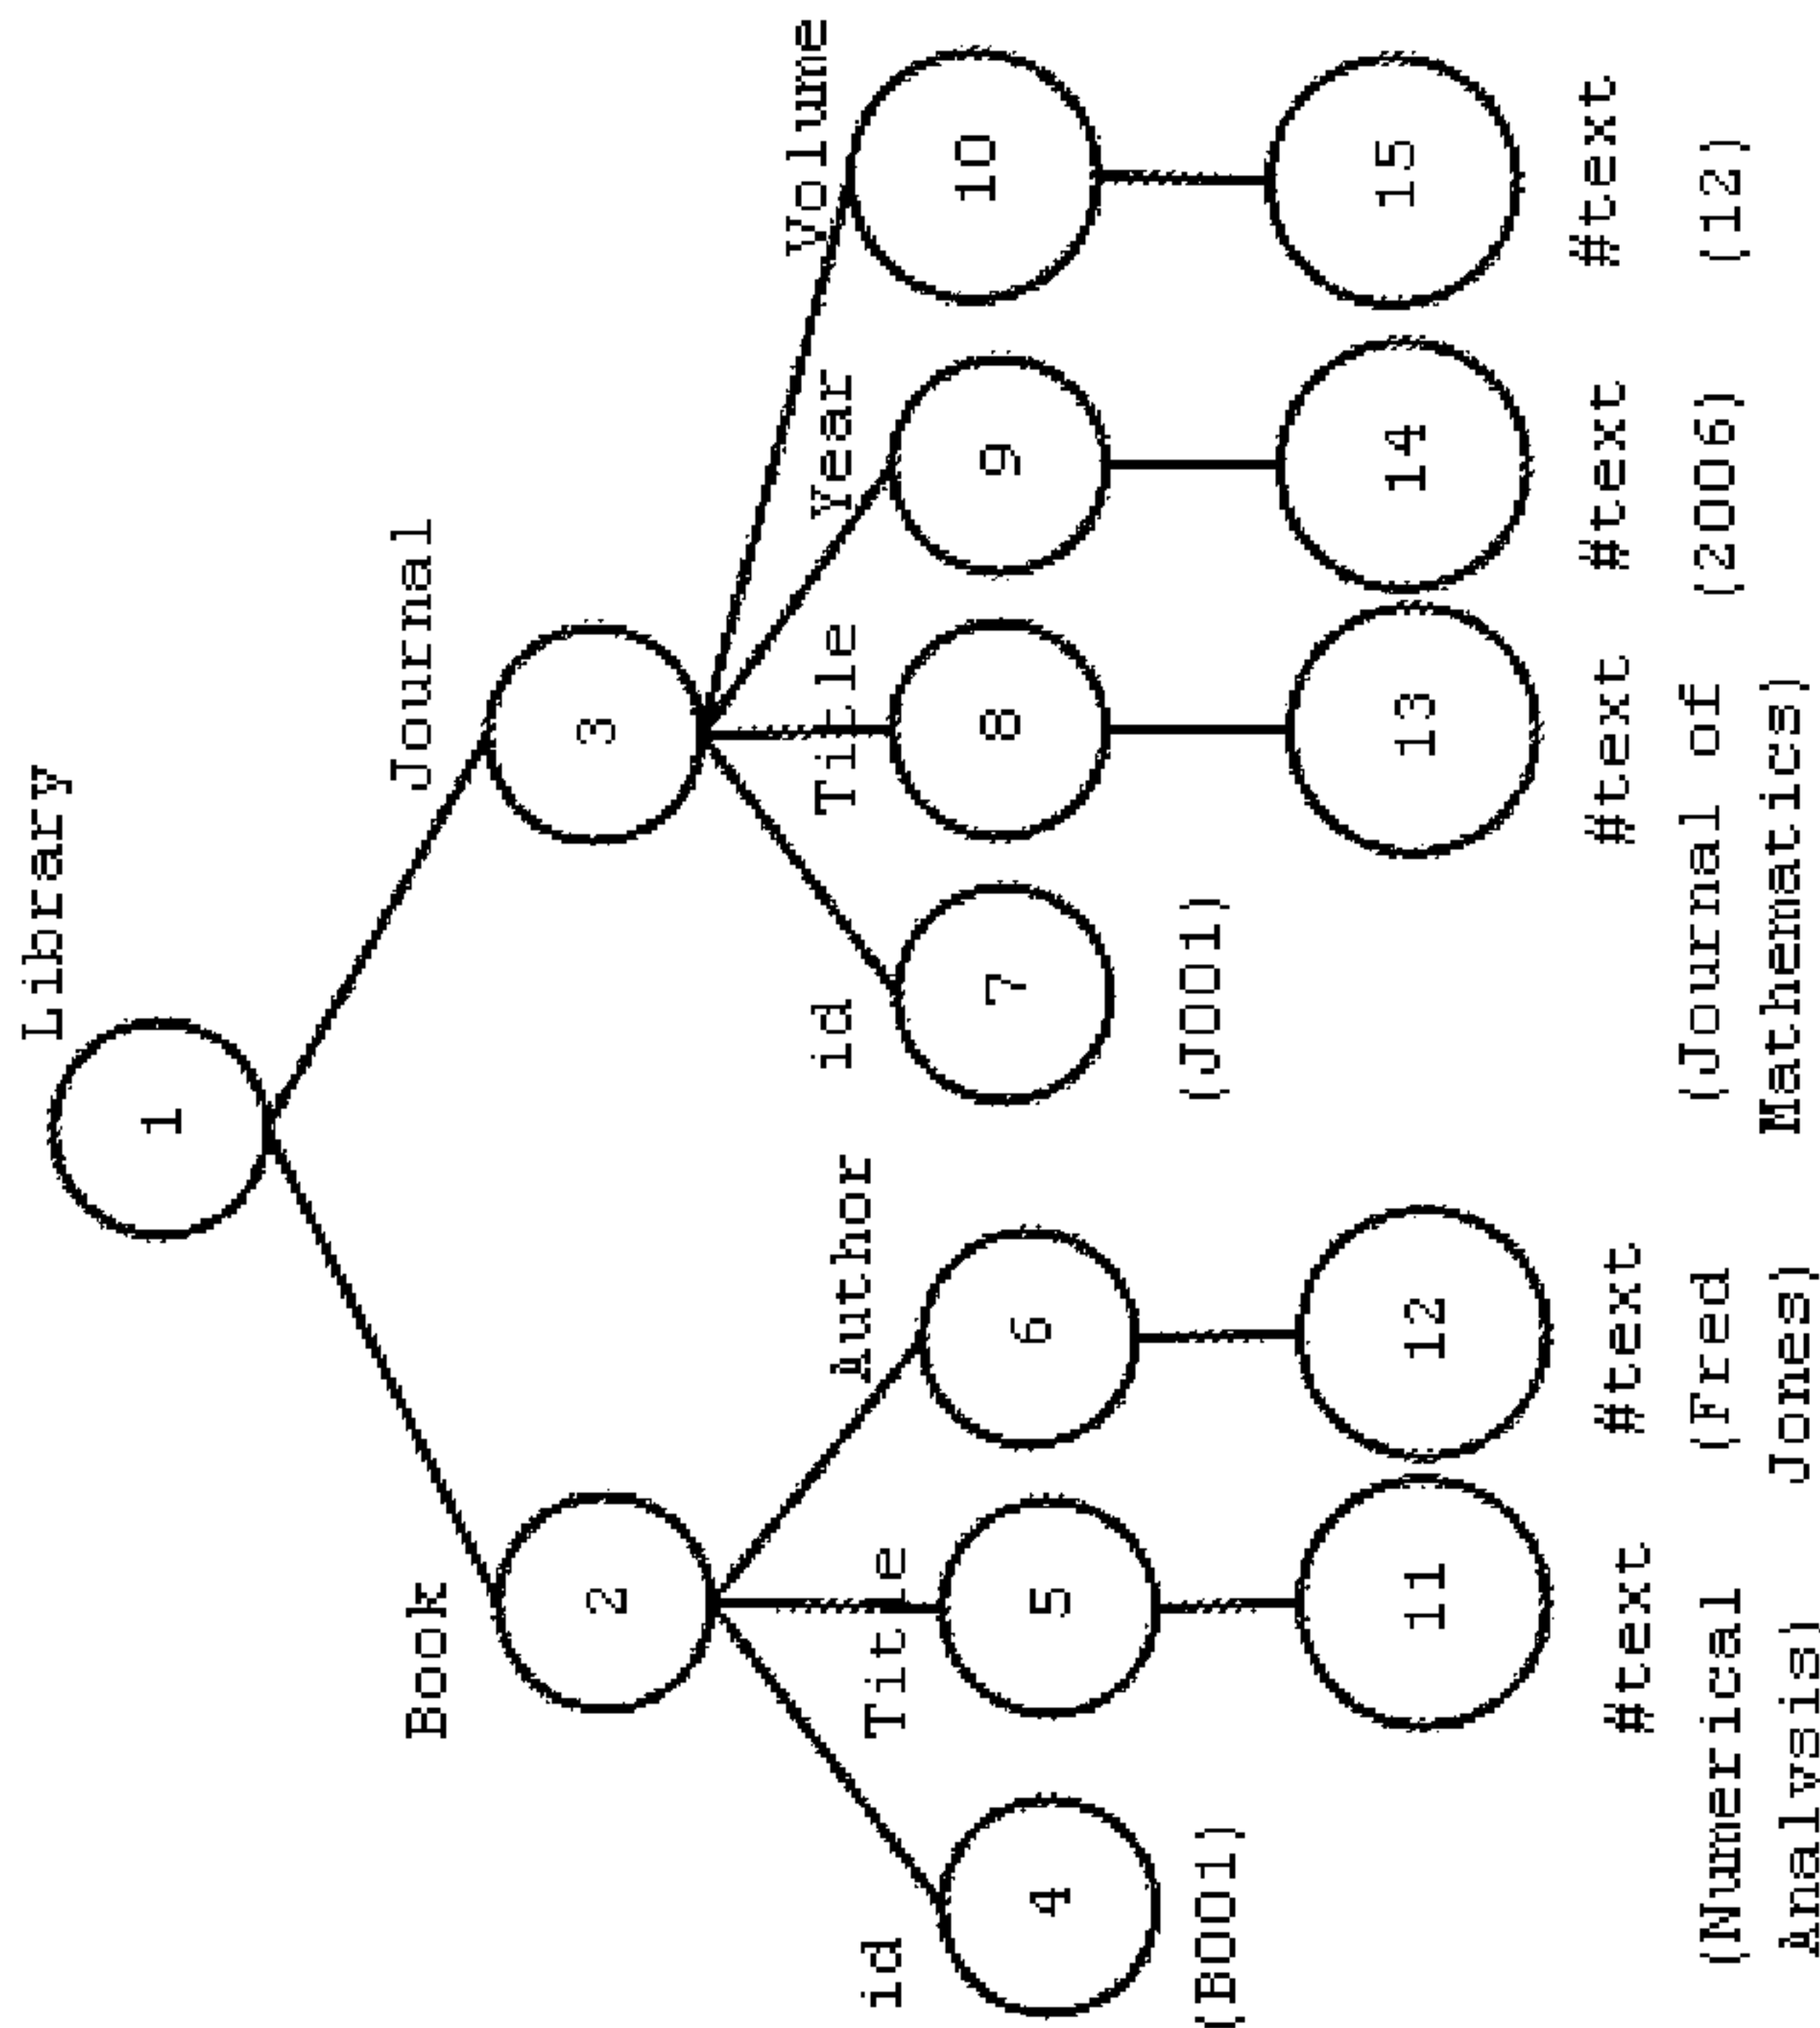 Library
1
Book
Journal
2
3
id
Title
Author
id
Title
Year
Volume
4
5
6
7
8
9
10
(B001)
(J001)
11
12
13
14
15
#text
#text
#text
#text
#text
(Numerical
Analysis)
(Fred
Jones)
(Journal of
Mathematics)
(2006)
(12)